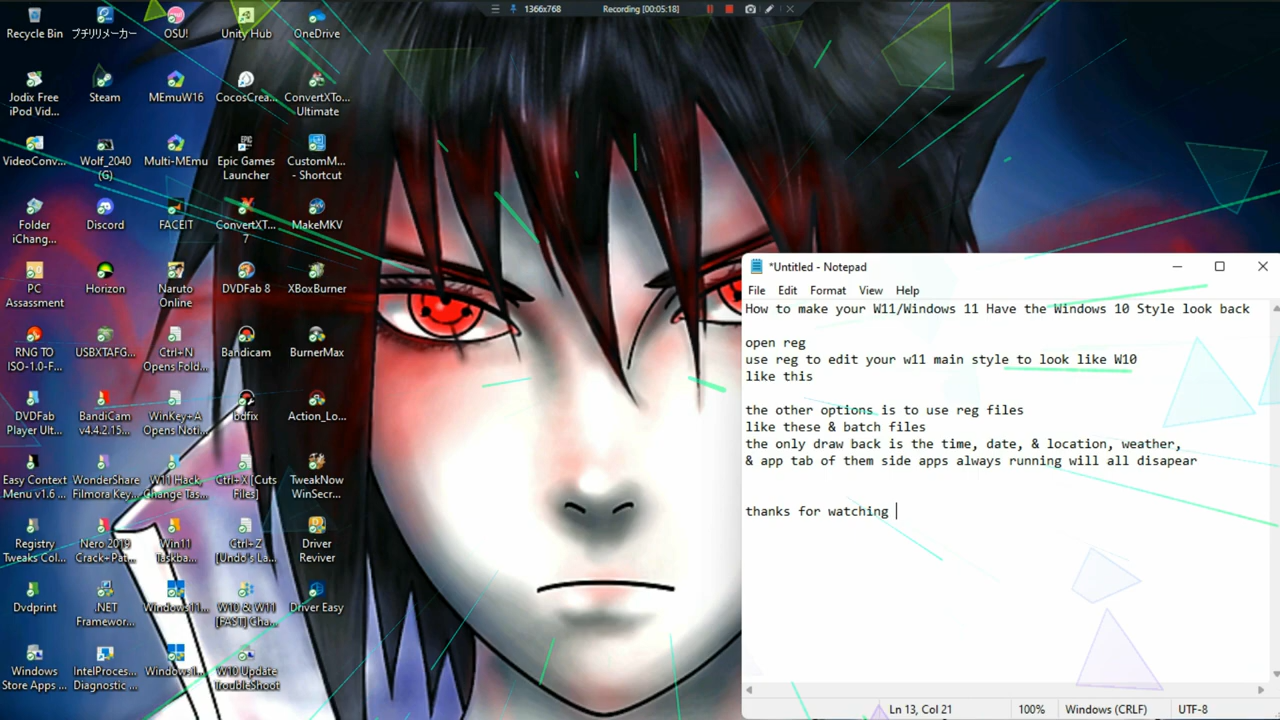 1366x768
Recording [00:05:18]
Recycle Bin
プチリリメーカー
OSU!
Unity Hub
OneDrive
Jodix Free iPod Vid...
Steam
MEmuW16
CocosCrea...
ConvertXTo... Ultimate
VideoConv...
Wolf_2040 (G)
Multi-MEmu
Epic Games Launcher
CustomM... - Shortcut
Folder iChang...
Discord
FACEIT
ConvertXT... 7
MakeMKV
PC Assassment
Horizon
Naruto Online
DVDFab 8
XBoxBurner
RNG TO ISO-1.0-F...
USBXTAFG...
Ctrl+N Opens Fold...
Bandicam
BurnerMax
DVDFab Player Ult...
BandiCam v4.4.2.15...
WinKey+A Opens Noti...
bdfix
Action_Lo...
Easy Context Menu v1.6 ...
WonderShare Filmora Key...
W11 Hack, Change Tas...
Ctrl+X [Cuts Files]
TweakNow WinSecr...
Registry Tweaks Col...
Nero 2019 Crack+Pat...
Win11 Taskba...
Ctrl+Z [Undo's La...
Driver Reviver
Dvdprint
.NET Framewor...
Windows11...
W10 & W11 [FAST] Cha...
Driver Easy
Windows Store Apps ...
IntelProces... Diagnostic ...
Windows1...
W10 Update TroubleShoot
*Untitled - Notepad
File Edit Format View Help
How to make your W11/Windows 11 Have the Windows 10 Style look back
open reg
use reg to edit your w11 main style to look like W10
like this
the other options is to use reg files
like these & batch files
the only draw back is the time, date, & location, weather,
& app tab of them side apps always running will all disapear
thanks for watching
Ln 13, Col 21
100%
Windows (CRLF)
UTF-8